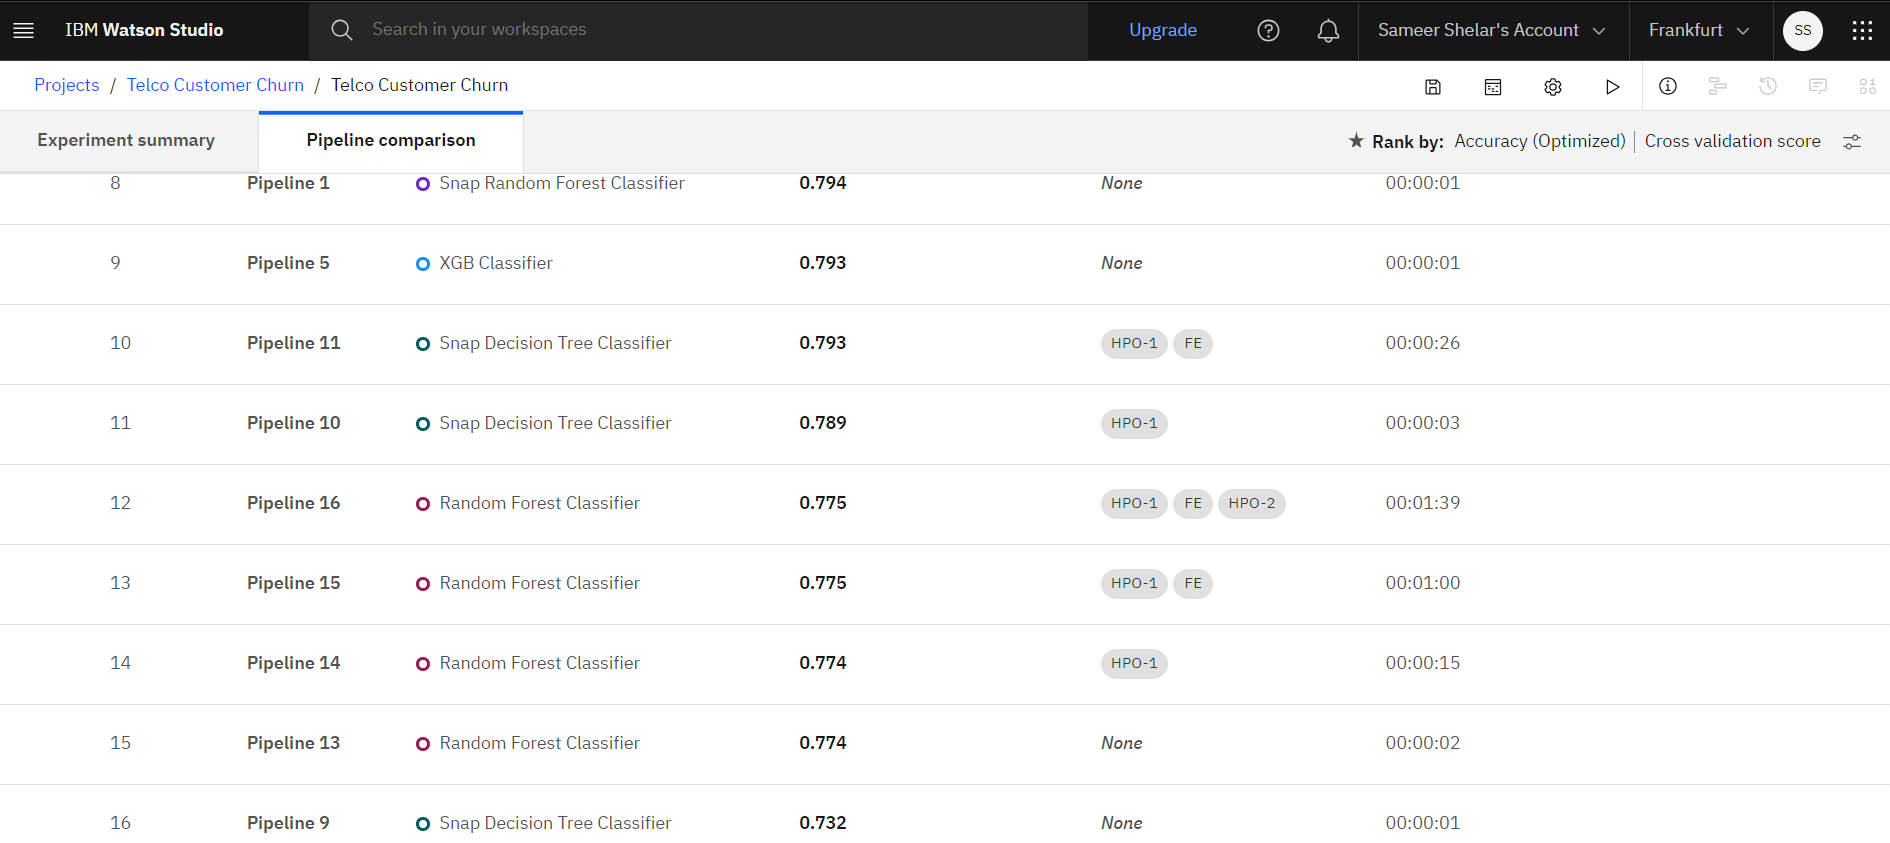 IBM Watson Studio Search in your workspaces Upgrade Sameer Shelar's Account Frankfurt SS
Projects / Telco Customer Churn / Telco Customer Churn
Experiment summary Pipeline comparison Rank by: Accuracy (Optimized) | Cross validation score
8 Pipeline 1 Snap Random Forest Classifier 0.794 None 00:00:01
9 Pipeline 5 XGB Classifier 0.793 None 00:00:01
10 Pipeline 11 Snap Decision Tree Classifier 0.793 HPO-1 FE 00:00:26
11 Pipeline 10 Snap Decision Tree Classifier 0.789 HPO-1 00:00:03
12 Pipeline 16 Random Forest Classifier 0.775 HPO-1 FE HPO-2 00:01:39
13 Pipeline 15 Random Forest Classifier 0.775 HPO-1 FE 00:01:00
14 Pipeline 14 Random Forest Classifier 0.774 HPO-1 00:00:15
15 Pipeline 13 Random Forest Classifier 0.774 None 00:00:02
16 Pipeline 9 Snap Decision Tree Classifier 0.732 None 00:00:01